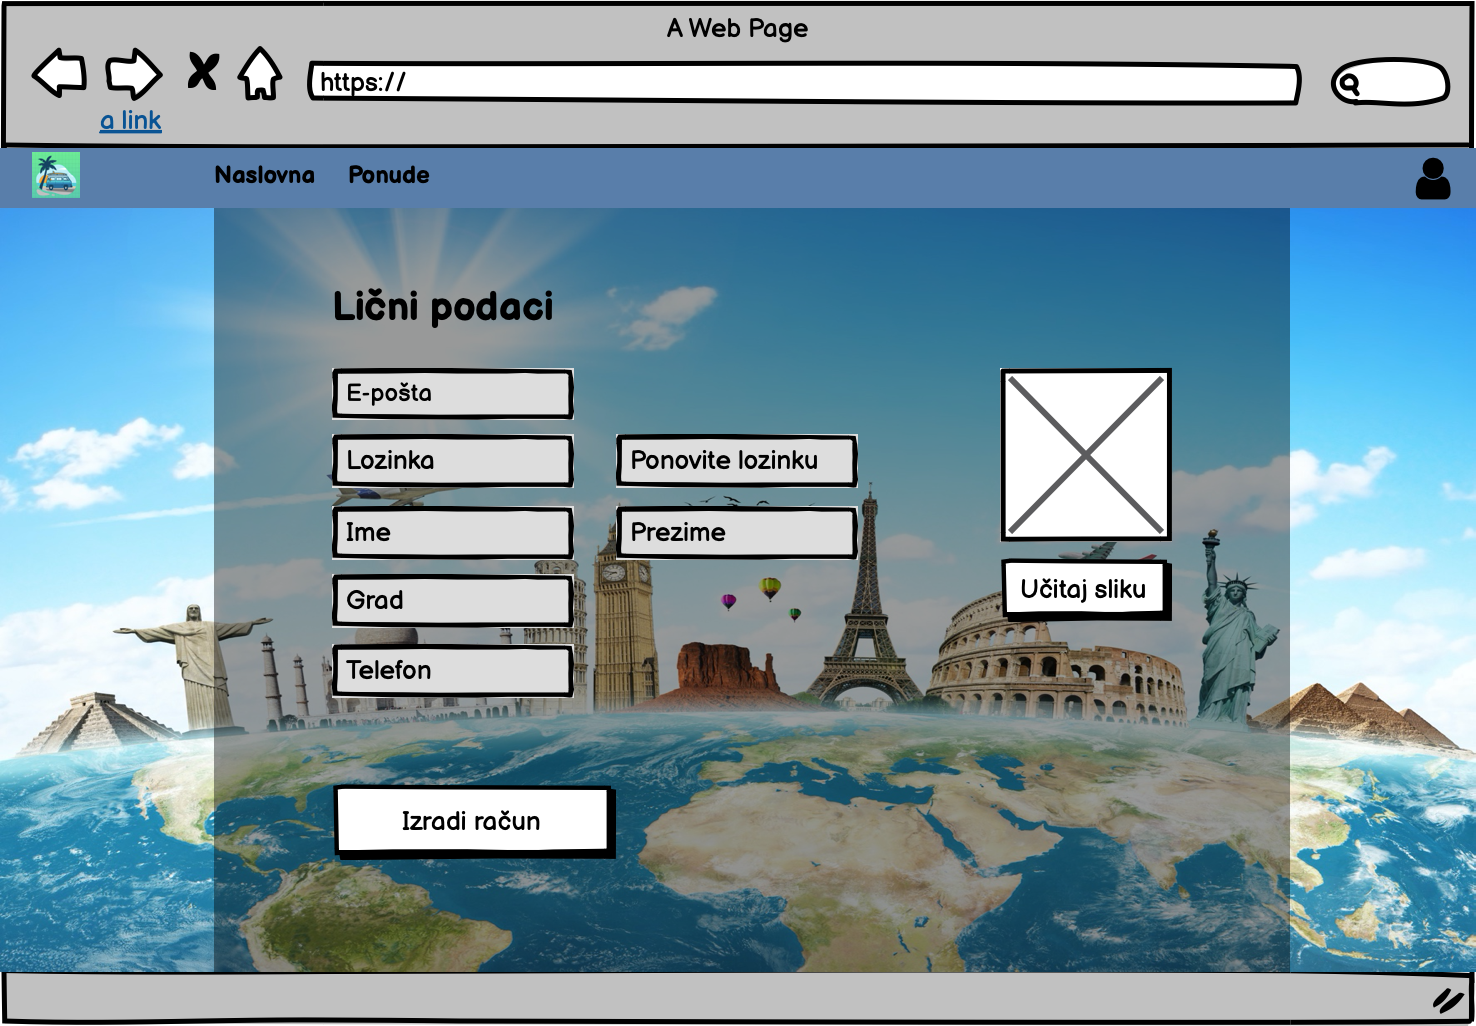 A Web Page
https://
a link
Naslovna Ponude
Lični podaci
E-pošta
Lozinka Ponovite lozinku
Ime Prezime
Učitaj sliku
Grad
Telefon
Izradi račun